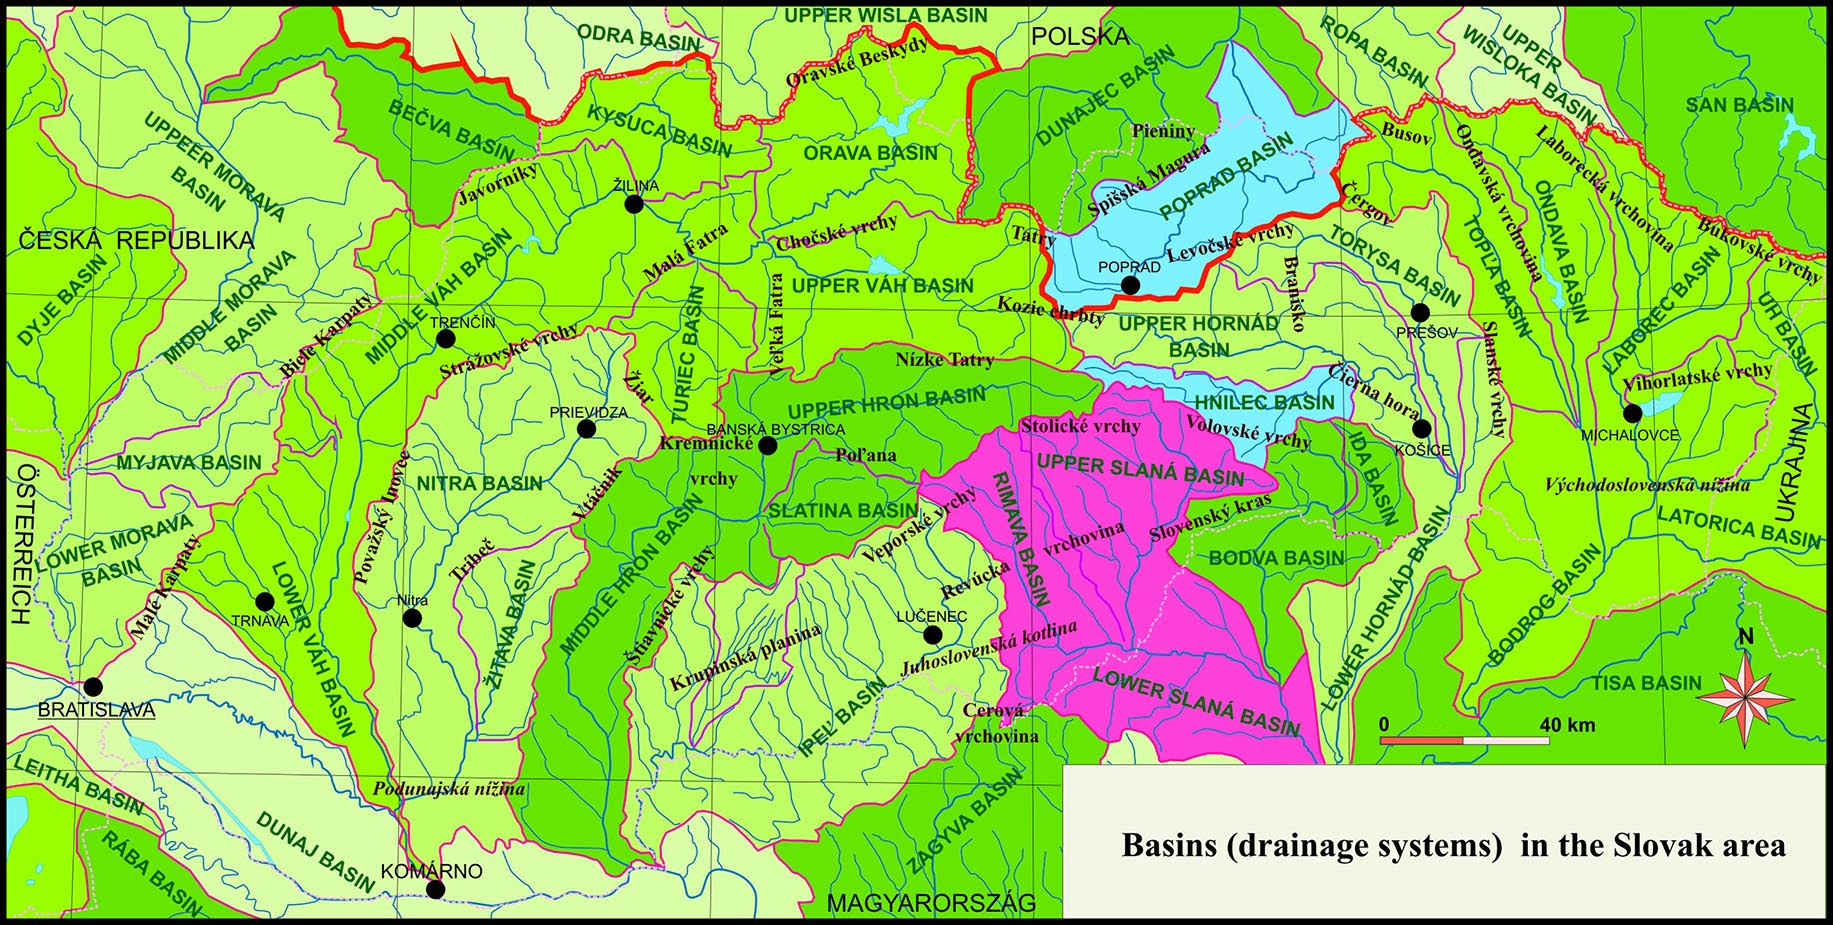 UPPER WISLA BASIN
ODRA BASIN
POLSKA
ROPA BASIN
UPPER
WISLOKA BASIN
SAN BASIN
Oravské Beskydy
BEČVA BASIN
KYSUCA BASIN
DUNAJEC BASIN
Pieniny
Busov
Ondavská vrchovina
Laborecká vrchovina
UPPEER MORAVA
BASIN
ORAVA BASIN
Spišská Magura
POPRAD BASIN
Javorníky
ŽILINA
Čergov
ONDAVA BASIN
ČESKÁ REPUBLIKA
Chočské vrchy
Tatry
Levočské vrchy
TORYSA BASIN
TOPĽA BASIN
Bukovské vrchy
Malá Fatra
POPRAD
Branisko
DYJE BASIN
MIDDLE MORAVA
BASIN
MIDDLE VÁH BASIN
UPPER VÁH BASIN
Kozie chrbty
UPPER HORNÁD
BASIN
PREŠOV
LABOREC BASIN
UH BASIN
Biele Karpaty
TRENČÍN
Strážovské vrchy
TURIEC BASIN
Veľká Fatra
Nízke Tatry
Slanské vrchy
Vihorlatské vrchy
Žiar
Čierna hora
PRIEVIDZA
UPPER HRON BASIN
HNILEC BASIN
BANSKÁ BYSTRICA
Stolické vrchy
Volovské vrchy
KOŠICE
MICHALOVCE
Kremnické
vrchy
Poľana
IDA BASIN
MYJAVA BASIN
UPPER SLANÁ BASIN
ÖSTERREICH
Považský Inovec
NITRA BASIN
Vtáčnik
RIMAVA BASIN
Východoslovenská nížina
UKRAJINA
SLATINA BASIN
Veporské vrchy
Slovenský kras
LATORICA BASIN
LOWER MORAVA
BASIN
Malé Karpaty
Tribeč
Revúcka
vrchovina
BODVA BASIN
TRNAVA
LOWER VÁH BASIN
Nitra
ŽITAVA BASIN
MIDDLE HRON BASIN
Štiavnické vrchy
LUČENEC
LOWER HORNÁD BASIN
BODROG BASIN
Krupinská planina
Juhoslovenská kotlina
N
BRATISLAVA
IPEĽ BASIN
Cerová
vrchovina
LOWER SLANÁ BASIN
TISA BASIN
0 40 km
LEITHA BASIN
Podunajská nížina
ZAGYVA BASIN
DUNAJ BASIN
RÁBA BASIN
KOMÁRNO
MAGYARORSZÁG
Basins (drainage systems) in the Slovak area